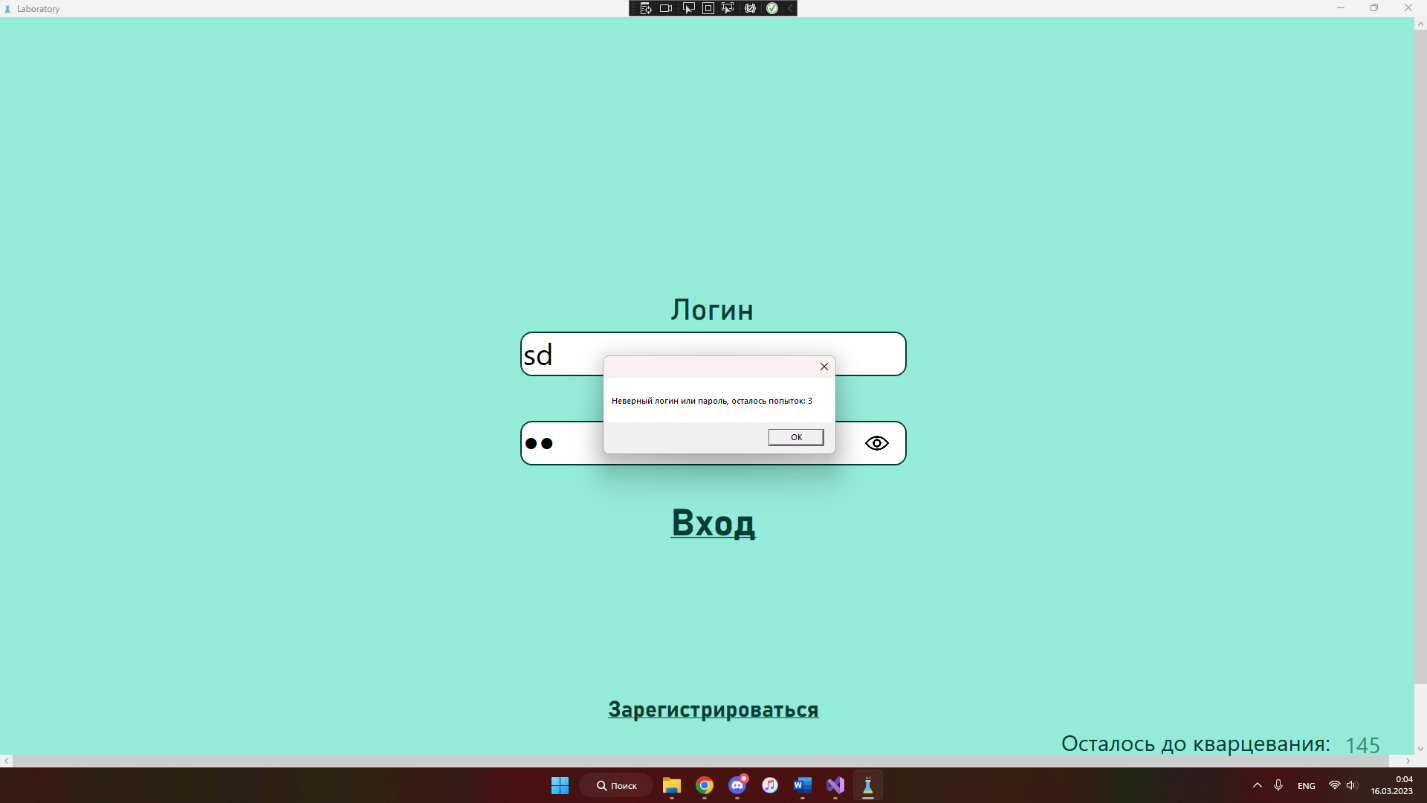 Laboratory
Логин
sd
Неверный логин или пароль, осталось попыток: 3
OK
Вход
Зарегистрироваться
Осталось до кварцевания: 145
Поиск
ENG
0:04
16.03.2023